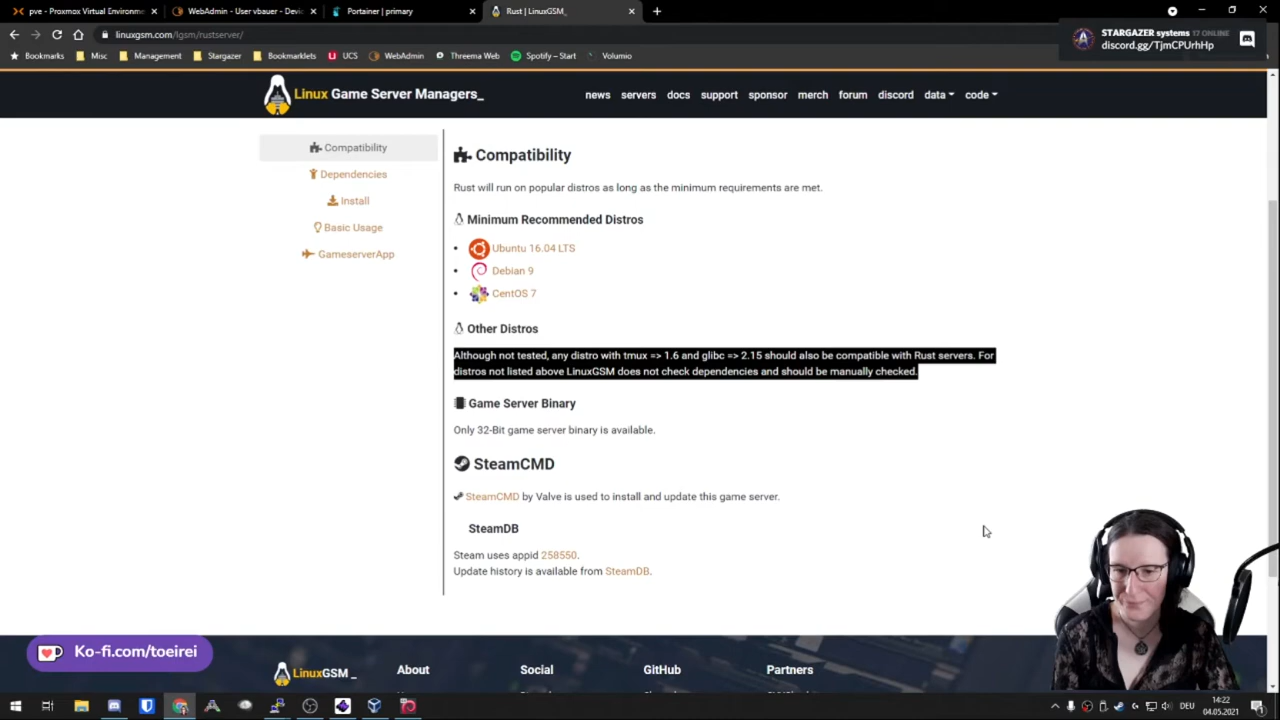 pve - Proxmox Virtual Environme
WebAdmin - User vbauer - Devic
Portainer | primary
Rust | LinuxGSM_
linuxgsm.com/lgsm/rustserver/
Bookmarks
Misc
Management
Stargazer
Bookmarklets
UCS
WebAdmin
Threema Web
Spotify – Start
Volumio
STARGAZER systems 17 ONLINE
discord.gg/TjmCPUrhHp
Linux Game Server Managers_
news servers docs support sponsor merch forum discord data code
Compatibility
Dependencies
Install
Basic Usage
GameserverApp
Compatibility
Rust will run on popular distros as long as the minimum requirements are met.
Minimum Recommended Distros
Ubuntu 16.04 LTS
Debian 9
CentOS 7
Other Distros
Although not tested, any distro with tmux => 1.6 and glibc => 2.15 should also be compatible with Rust servers. For
distros not listed above LinuxGSM does not check dependencies and should be manually checked.
Game Server Binary
Only 32-Bit game server binary is available.
SteamCMD
SteamCMD by Valve is used to install and update this game server.
SteamDB
Steam uses appid 258550.
Update history is available from SteamDB.
Ko-fi.com/toeirei
LinuxGSM_
About
Social
GitHub
Partners
DEU
14:22
04.05.2021